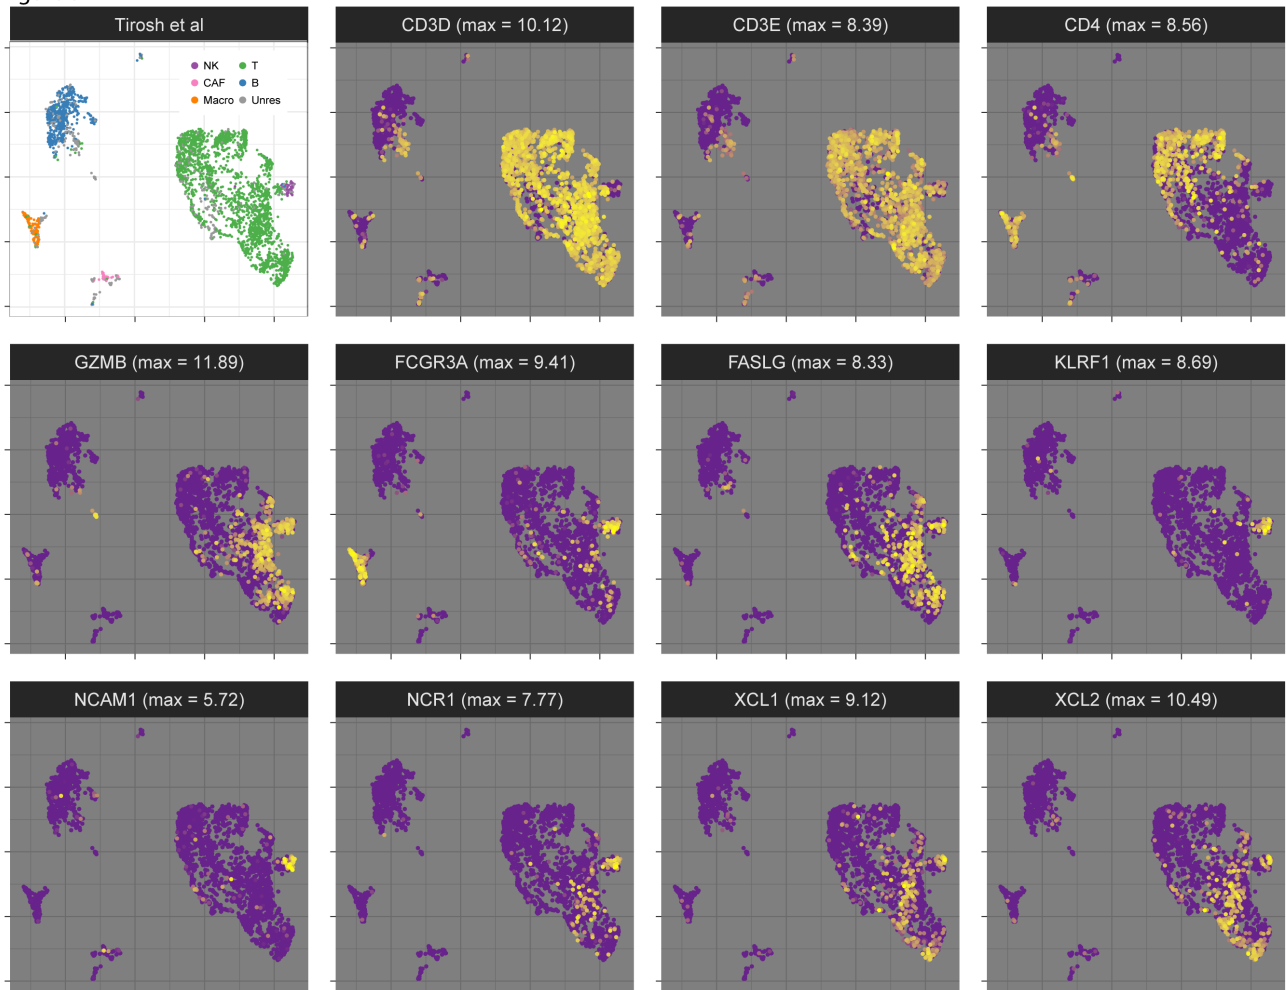 Tirosh et al
CD3D (max = 10.12)
CD3E (max = 8.39)
CD4 (max = 8.56)
NK
T
CAF
B
Macro
Unres
GZMB (max = 11.89)
FCGR3A (max = 9.41)
FASLG (max = 8.33)
KLRF1 (max = 8.69)
NCAM1 (max = 5.72)
NCR1 (max = 7.77)
XCL1 (max = 9.12)
XCL2 (max = 10.49)